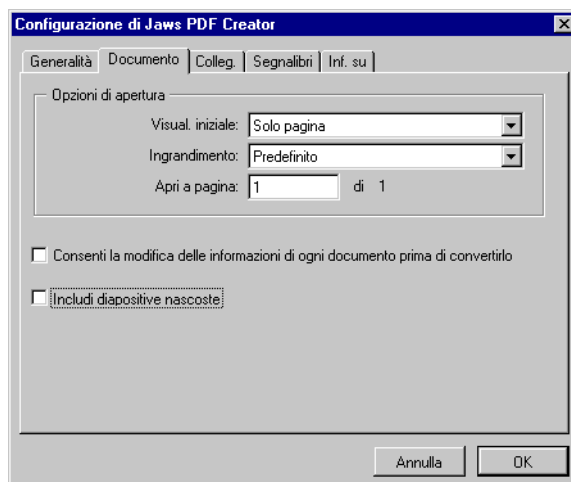 Configurazione di Jaws PDF Creator
Generalità Documento Colleg. Segnalibri Inf. su
Opzioni di apertura
Visual. iniziale: Solo pagina
Ingrandimento: Predefinito
Apri a pagina: 1 di 1
Consenti la modifica delle informazioni di ogni documento prima di convertirlo
Includi diapositive nascoste
Annulla OK